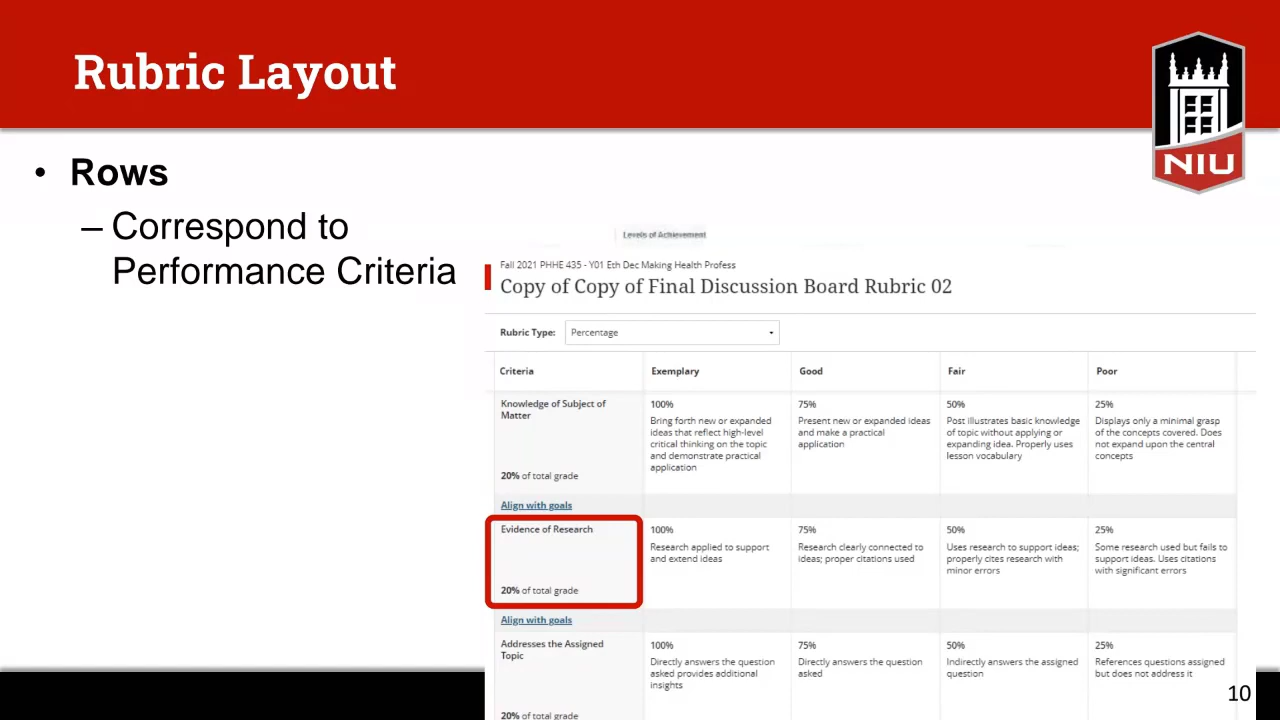 Rubric Layout
NIU
• Rows
– Correspond to
Performance Criteria
Levels of Achievement
Fall 2021 PHHE 435 - Y01 Eth Dec Making Health Profess
Copy of Copy of Final Discussion Board Rubric 02
Rubric Type: Percentage
Criteria Exemplary Good Fair Poor
Knowledge of Subject of
Matter
20% of total grade
100%
Bring forth new or expanded
ideas that reflect high-level
critical thinking on the topic
and demonstrate practical
application
75%
Present new or expanded ideas
and make a practical
application
50%
Post illustrates basic knowledge
of topic without applying or
expanding idea. Properly uses
lesson vocabulary
25%
Displays only a minimal grasp
of the concepts covered. Does
not expand upon the central
concepts
Align with goals
Evidence of Research
20% of total grade
100%
Research applied to support
and extend ideas
75%
Research clearly connected to
ideas; proper citations used
50%
Uses research to support ideas;
properly cites research with
minor errors
25%
Some research used but fails to
support ideas. Uses citations
with significant errors
Align with goals
Addresses the Assigned
Topic
20% of total grade
100%
Directly answers the question
asked provides additional
insights
75%
Directly answers the question
asked
50%
Indirectly answers the assigned
question
25%
References questions assigned
but does not address it
10